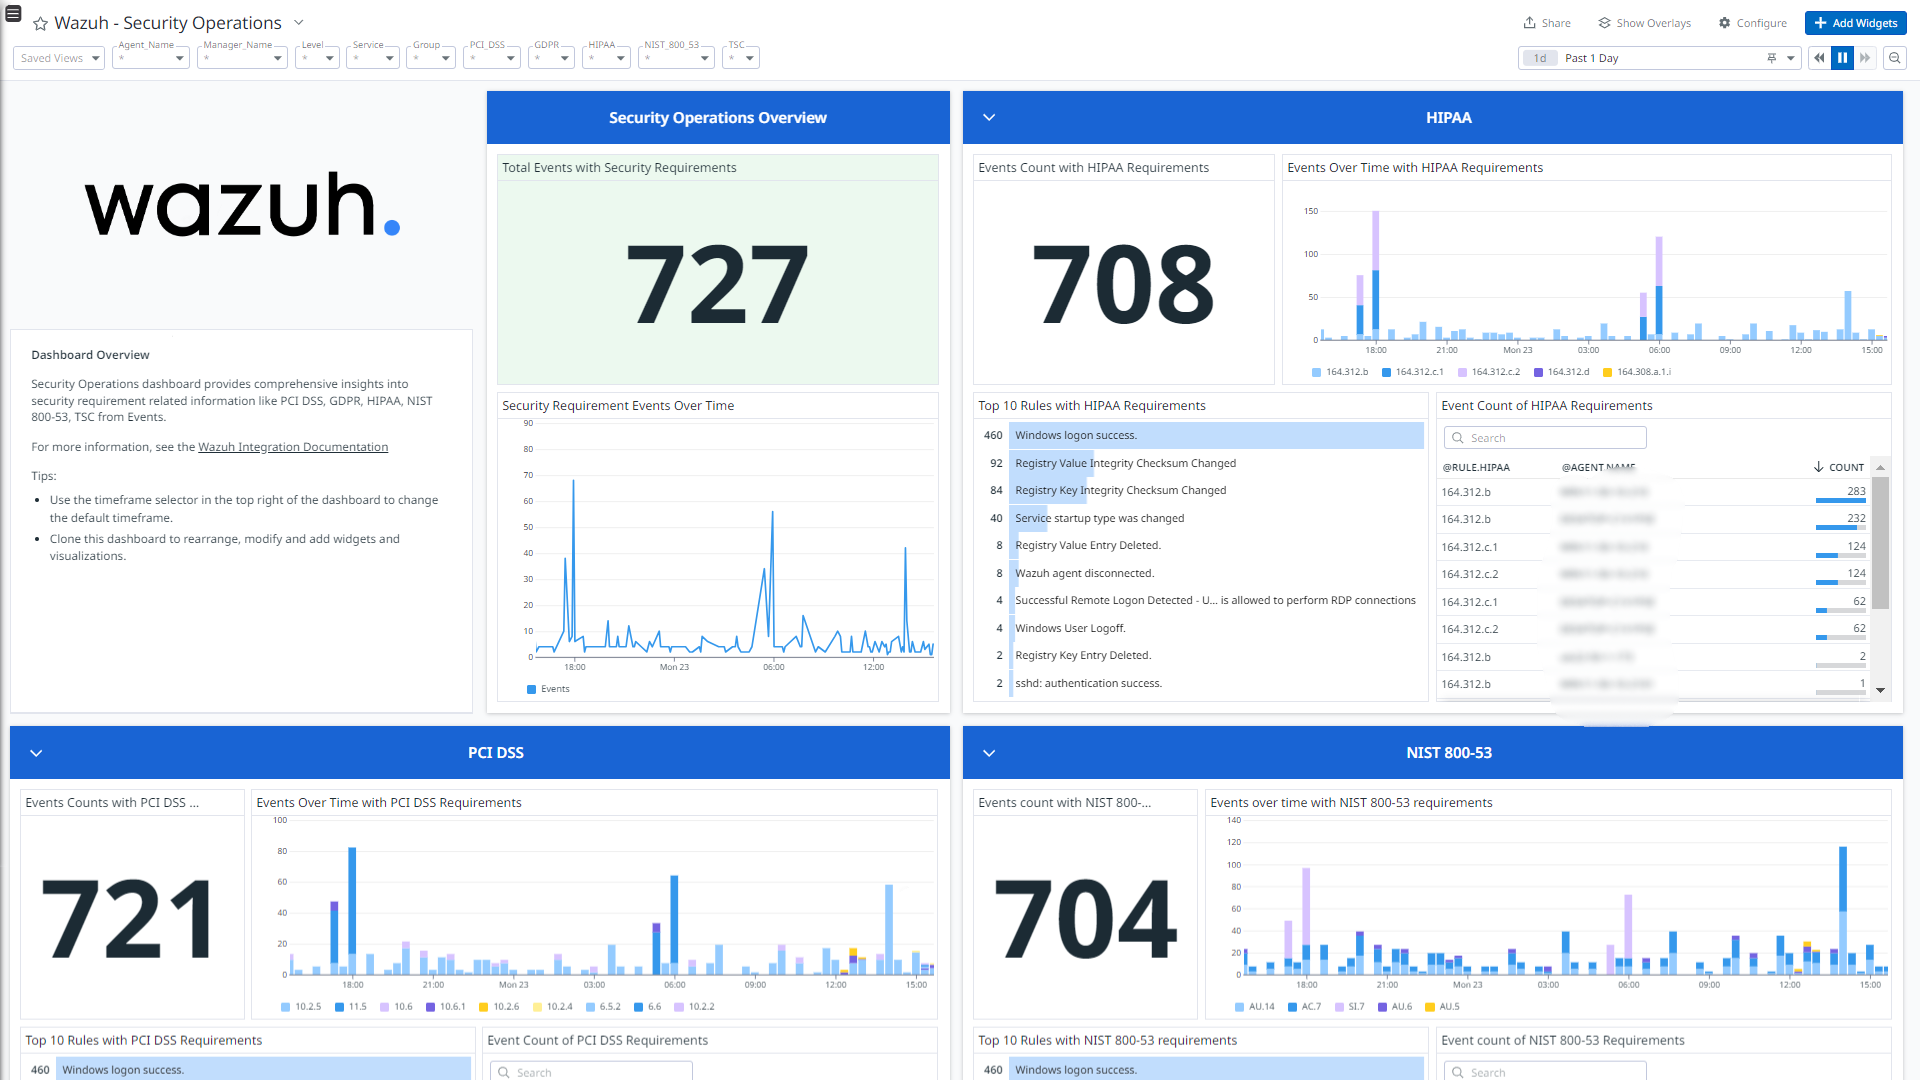 Wazuh - Security Operations
Share
Show Overlays
Configure
Add Widgets
Saved Views
Agent_Name
*
Manager_Name
*
Level
*
Service
*
Group
*
PCI_DSS
*
GDPR
*
HIPAA
*
NIST_800_53
*
TSC
*
1d
Past 1 Day
wazuh.
Dashboard Overview
Security Operations dashboard provides comprehensive insights into
security requirement related information like PCI DSS, GDPR, HIPAA, NIST
800-53, TSC from Events.
For more information, see the Wazuh Integration Documentation
Tips:
• Use the timeframe selector in the top right of the dashboard to change
the default timeframe.
• Clone this dashboard to rearrange, modify and add widgets and
visualizations.
Security Operations Overview
Total Events with Security Requirements
727
Security Requirement Events Over Time
90
80
70
60
50
40
30
20
10
0
18:00 Mon 23 06:00 12:00
Events
HIPAA
Events Count with HIPAA Requirements
708
Events Over Time with HIPAA Requirements
150
100
50
0
18:00 21:00 Mon 23 03:00 06:00 09:00 12:00 15:00
164.312.b 164.312.c.1 164.312.c.2 164.312.d 164.308.a.1.i
Top 10 Rules with HIPAA Requirements
460 Windows logon success.
92 Registry Value Integrity Checksum Changed
84 Registry Key Integrity Checksum Changed
40 Service startup type was changed
8 Registry Value Entry Deleted.
8 Wazuh agent disconnected.
4 Successful Remote Logon Detected - U... is allowed to perform RDP connections
4 Windows User Logoff.
2 Registry Key Entry Deleted.
2 sshd: authentication success.
Event Count of HIPAA Requirements
Search
@RULE.HIPAA @AGENT NAME COUNT
164.312.b 283
164.312.b 232
164.312.c.1 124
164.312.c.2 124
164.312.c.1 62
164.312.c.2 62
164.312.b 2
164.312.b 1
PCI DSS
Events Counts with PCI DSS ...
721
Events Over Time with PCI DSS Requirements
100
80
60
40
20
0
18:00 21:00 Mon 23 03:00 06:00 09:00 12:00 15:00
10.2.5 11.5 10.6 10.6.1 10.2.6 10.2.4 6.5.2 6.6 10.2.2
Top 10 Rules with PCI DSS Requirements
460 Windows logon success.
Event Count of PCI DSS Requirements
Search
NIST 800-53
Events count with NIST 800-...
704
Events over time with NIST 800-53 requirements
140
120
100
80
60
40
20
0
18:00 21:00 Mon 23 03:00 06:00 09:00 12:00 15:00
AU.14 AC.7 SI.7 AU.6 AU.5
Top 10 Rules with NIST 800-53 requirements
460 Windows logon success.
Event count of NIST 800-53 Requirements
Search